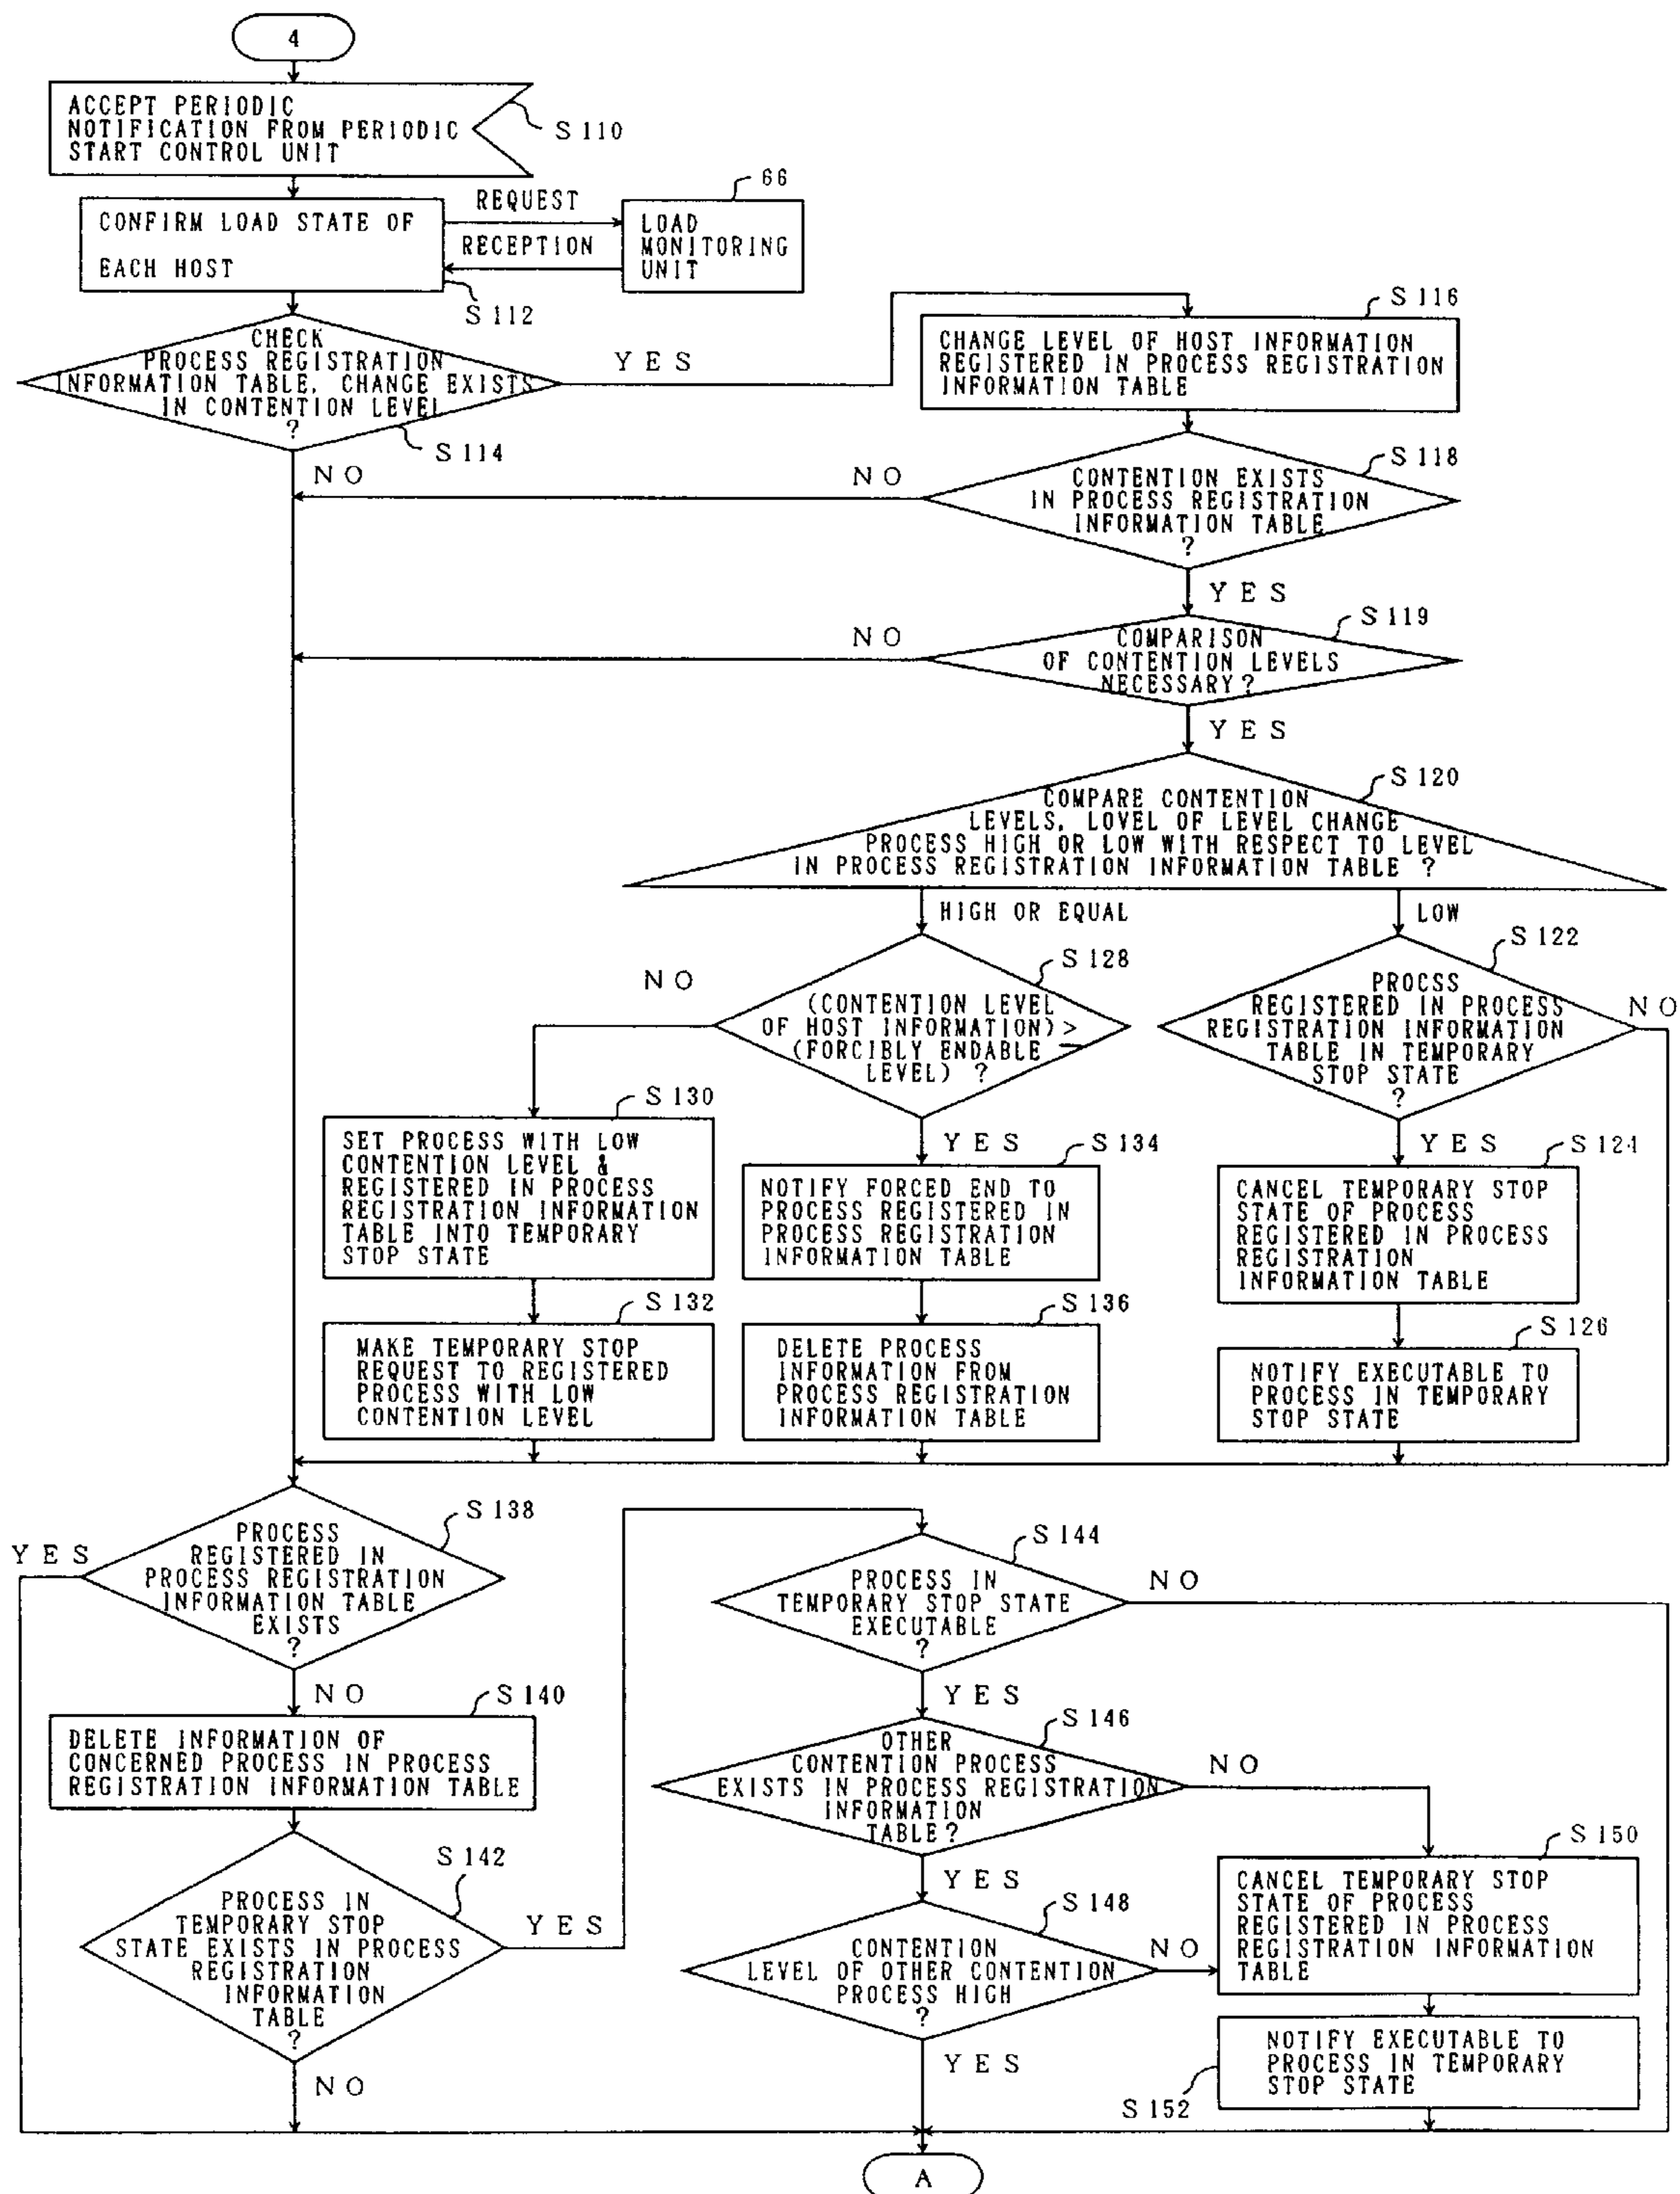 4
ACCEPT PERIODIC
NOTIFICATION FROM PERIODIC
START CONTROL UNIT
S 110
CONFIRM LOAD STATE OF
EACH HOST
S 112
REQUEST
RECEPTION
66
LOAD
MONITORING
UNIT
CHECK
PROCESS REGISTRATION
INFORMATION TABLE, CHANGE EXISTS
IN CONTENTION LEVEL
?
S 114
YES
NO
S 116
CHANGE LEVEL OF HOST INFORMATION
REGISTERED IN PROCESS REGISTRATION
INFORMATION TABLE
S 118
CONTENTION EXISTS
IN PROCESS REGISTRATION
INFORMATION TABLE
?
NO
YES
S 119
COMPARISON
OF CONTENTION LEVELS
NECESSARY?
NO
YES
S 120
COMPARE CONTENTION
LEVELS, LOVEL OF LEVEL CHANGE
PROCESS HIGH OR LOW WITH RESPECT TO LEVEL
IN PROCESS REGISTRATION INFORMATION TABLE ?
HIGH OR EQUAL
LOW
S 128
(CONTENTION LEVEL
OF HOST INFORMATION) >
(FORCIBLY ENDABLE
LEVEL) ?
NO
YES
S 122
PROCSS
REGISTERED IN PROCESS
REGISTRATION INFORMATION
TABLE IN TEMPORARY
STOP STATE
?
NO
YES
S 130
SET PROCESS WITH LOW
CONTENTION LEVEL &
REGISTERED IN PROCESS
REGISTRATION INFORMATION
TABLE INTO TEMPORARY
STOP STATE
S 134
NOTIFY FORCED END TO
PROCESS REGISTERED IN
PROCESS REGISTRATION
INFORMATION TABLE
S 124
CANCEL TEMPORARY STOP
STATE OF PROCESS
REGISTERED IN PROCESS
REGISTRATION
INFORMATION TABLE
S 132
MAKE TEMPORARY STOP
REQUEST TO REGISTERED
PROCESS WITH LOW
CONTENTION LEVEL
S 136
DELETE PROCESS
INFORMATION FROM
PROCESS REGISTRATION
INFORMATION TABLE
S 126
NOTIFY EXECUTABLE TO
PROCESS IN TEMPORARY
STOP STATE
S 138
PROCESS
REGISTERED IN
PROCESS REGISTRATION
INFORMATION TABLE
EXISTS
?
YES
NO
S 140
DELETE INFORMATION OF
CONCERNED PROCESS IN PROCESS
REGISTRATION INFORMATION TABLE
S 142
PROCESS IN
TEMPORARY STOP
STATE EXISTS IN PROCESS
REGISTRATION
INFORMATION
TABLE
?
YES
NO
S 144
PROCESS IN
TEMPORARY STOP STATE
EXECUTABLE
?
NO
YES
S 146
OTHER
CONTENTION PROCESS
EXISTS IN PROCESS REGISTRATION
INFORMATION
TABLE?
NO
YES
S 148
CONTENTION
LEVEL OF OTHER CONTENTION
PROCESS HIGH
?
NO
YES
S 150
CANCEL TEMPORARY STOP
STATE OF PROCESS
REGISTERED IN PROCESS
REGISTRATION INFORMATION
TABLE
NOTIFY EXECUTABLE TO
PROCESS IN TEMPORARY
STOP STATE
S 152
A